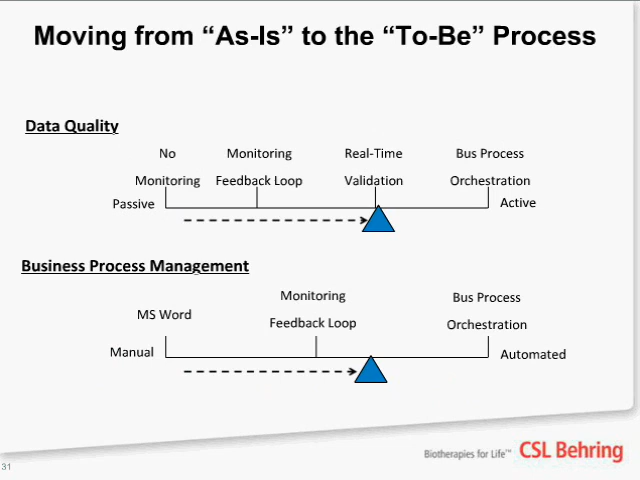 Moving from “As-Is” to the “To-Be” Process
Data Quality
No Monitoring Real-Time Bus Process
Monitoring Feedback Loop Validation Orchestration
Passive Active
Business Process Management
Monitoring Bus Process
MS Word
Feedback Loop Orchestration
Manual Automated
Biotherapies for Life™ CSL Behring
31